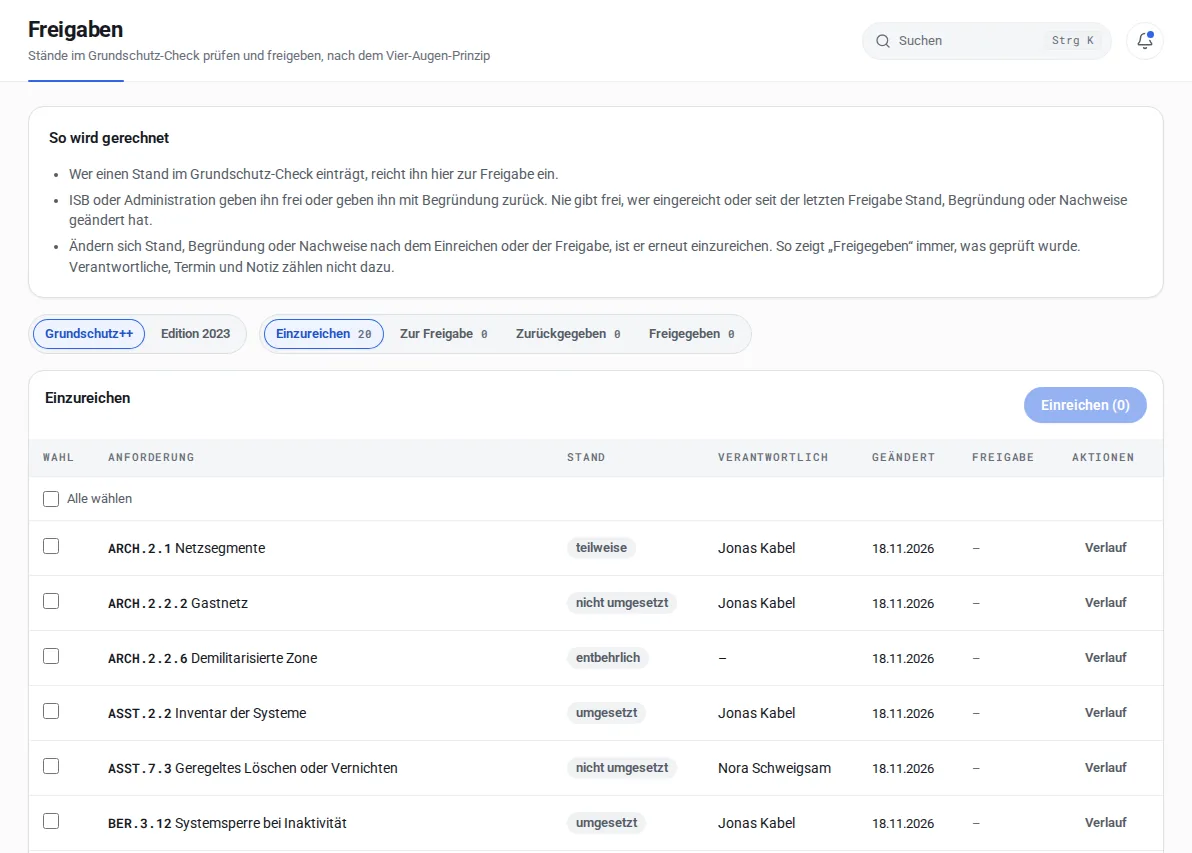 Freigaben
Stände im Grundschutz-Check prüfen und freigeben, nach dem Vier-Augen-Prinzip
Suchen Strg K
So wird gerechnet
• Wer einen Stand im Grundschutz-Check einträgt, reicht ihn hier zur Freigabe ein.
• ISB oder Administration geben ihn frei oder geben ihn mit Begründung zurück. Nie gibt frei, wer eingereicht oder seit der letzten Freigabe Stand, Begründung oder Nachweise
geändert hat.
• Ändern sich Stand, Begründung oder Nachweise nach dem Einreichen oder der Freigabe, ist er erneut einzureichen. So zeigt „Freigegeben“ immer, was geprüft wurde.
Verantwortliche, Termin und Notiz zählen nicht dazu.
Grundschutz++ Edition 2023 Einzureichen 20 Zur Freigabe 0 Zurückgegeben 0 Freigegeben 0
Einzureichen Einreichen (0)
WAHL ANFORDERUNG STAND VERANTWORTLICH GEÄNDERT FREIGABE AKTIONEN
Alle wählen
ARCH.2.1 Netzsegmente teilweise Jonas Kabel 18.11.2026 – Verlauf
ARCH.2.2.2 Gastnetz nicht umgesetzt Jonas Kabel 18.11.2026 – Verlauf
ARCH.2.2.6 Demilitarisierte Zone entbehrlich – 18.11.2026 – Verlauf
ASST.2.2 Inventar der Systeme umgesetzt Jonas Kabel 18.11.2026 – Verlauf
ASST.7.3 Geregeltes Löschen oder Vernichten nicht umgesetzt Nora Schweigsam 18.11.2026 – Verlauf
BER.3.12 Systemsperre bei Inaktivität umgesetzt Jonas Kabel 18.11.2026 – Verlauf